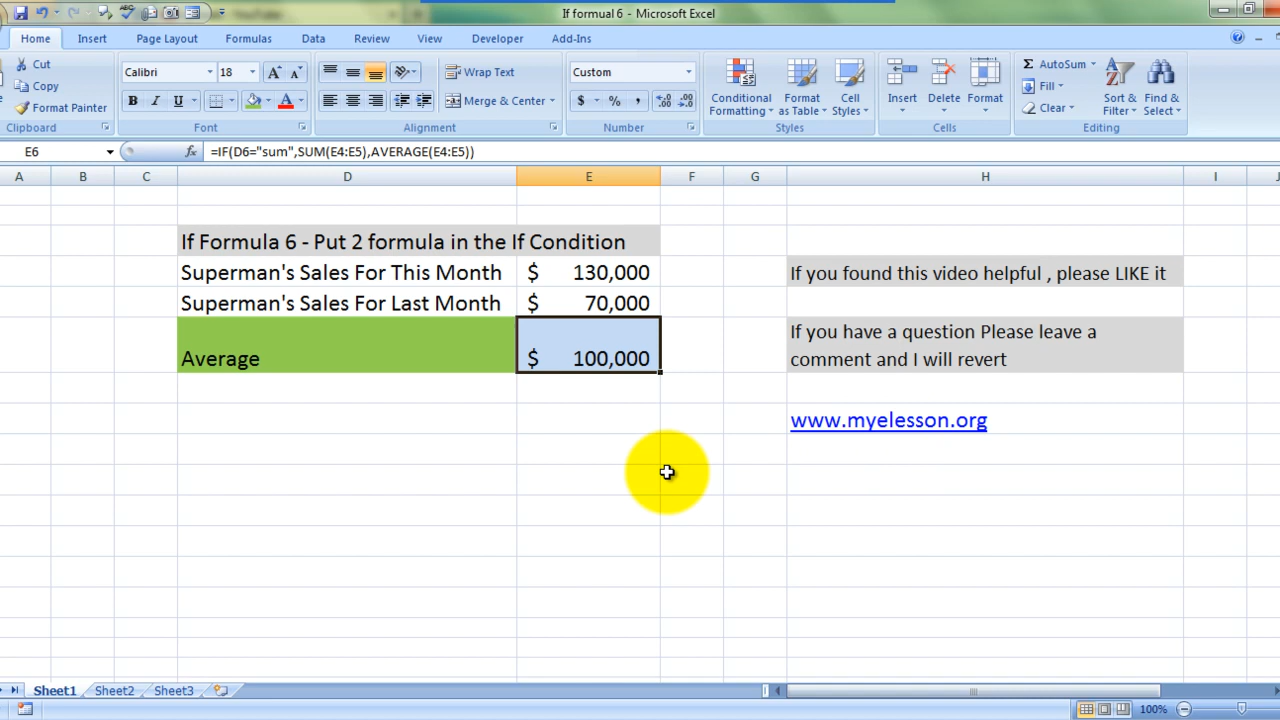 If formual 6 - Microsoft Excel
Home Insert Page Layout Formulas Data Review View Developer Add-Ins
Cut
Copy
Format Painter
Clipboard
Calibri 18
B I U
Font
Wrap Text
Merge & Center
Alignment
Custom
$ % ,
Number
Conditional Formatting
Format as Table
Cell Styles
Styles
Insert Delete Format
Cells
AutoSum
Fill
Clear
Sort & Filter
Find & Select
Editing
E6 fx =IF(D6="sum",SUM(E4:E5),AVERAGE(E4:E5))
A B C D E F G H I J
If Formula 6 - Put 2 formula in the If Condition
Superman's Sales For This Month $ 130,000
If you found this video helpful , please LIKE it
Superman's Sales For Last Month $ 70,000
Average $ 100,000
If you have a question Please leave a
comment and I will revert
www.myelesson.org
Sheet1 Sheet2 Sheet3
100%